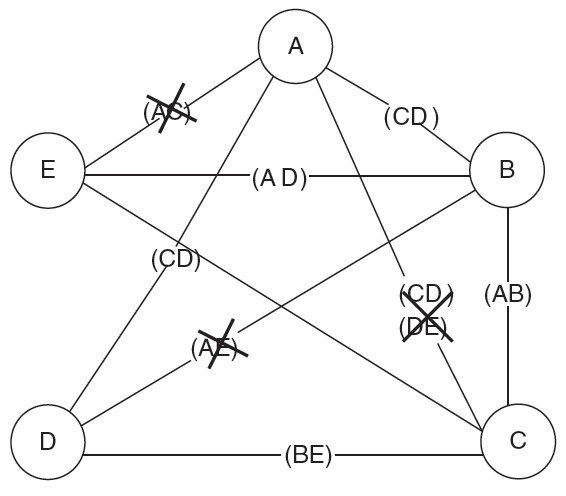 A
(AC)
(CD)
E
(A D)
B
(CD)
(CD)
(DE)
(AB)
(AE)
D
(BE)
C